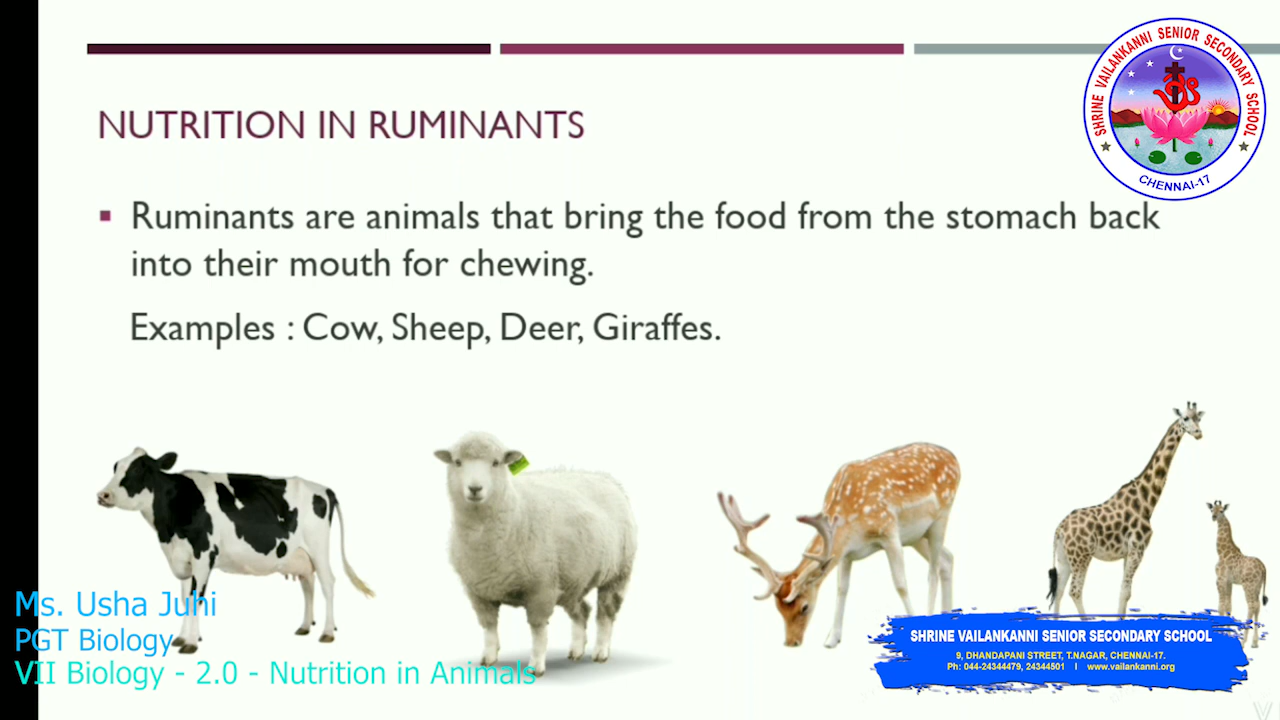 SHRINE VAILANKANNI SENIOR SECONDARY SCHOOL
CHENNAI-17
NUTRITION IN RUMINANTS
Ruminants are animals that bring the food from the stomach back
into their mouth for chewing.
Examples : Cow, Sheep, Deer, Giraffes.
Ms. Usha Juhi
PGT Biology
VII Biology - 2.0 - Nutrition in Animals
SHRINE VAILANKANNI SENIOR SECONDARY SCHOOL
9, DHANDAPANI STREET, T.NAGAR, CHENNAI-17.
Ph: 044-24344479, 24344501 I www.vailankanni.org